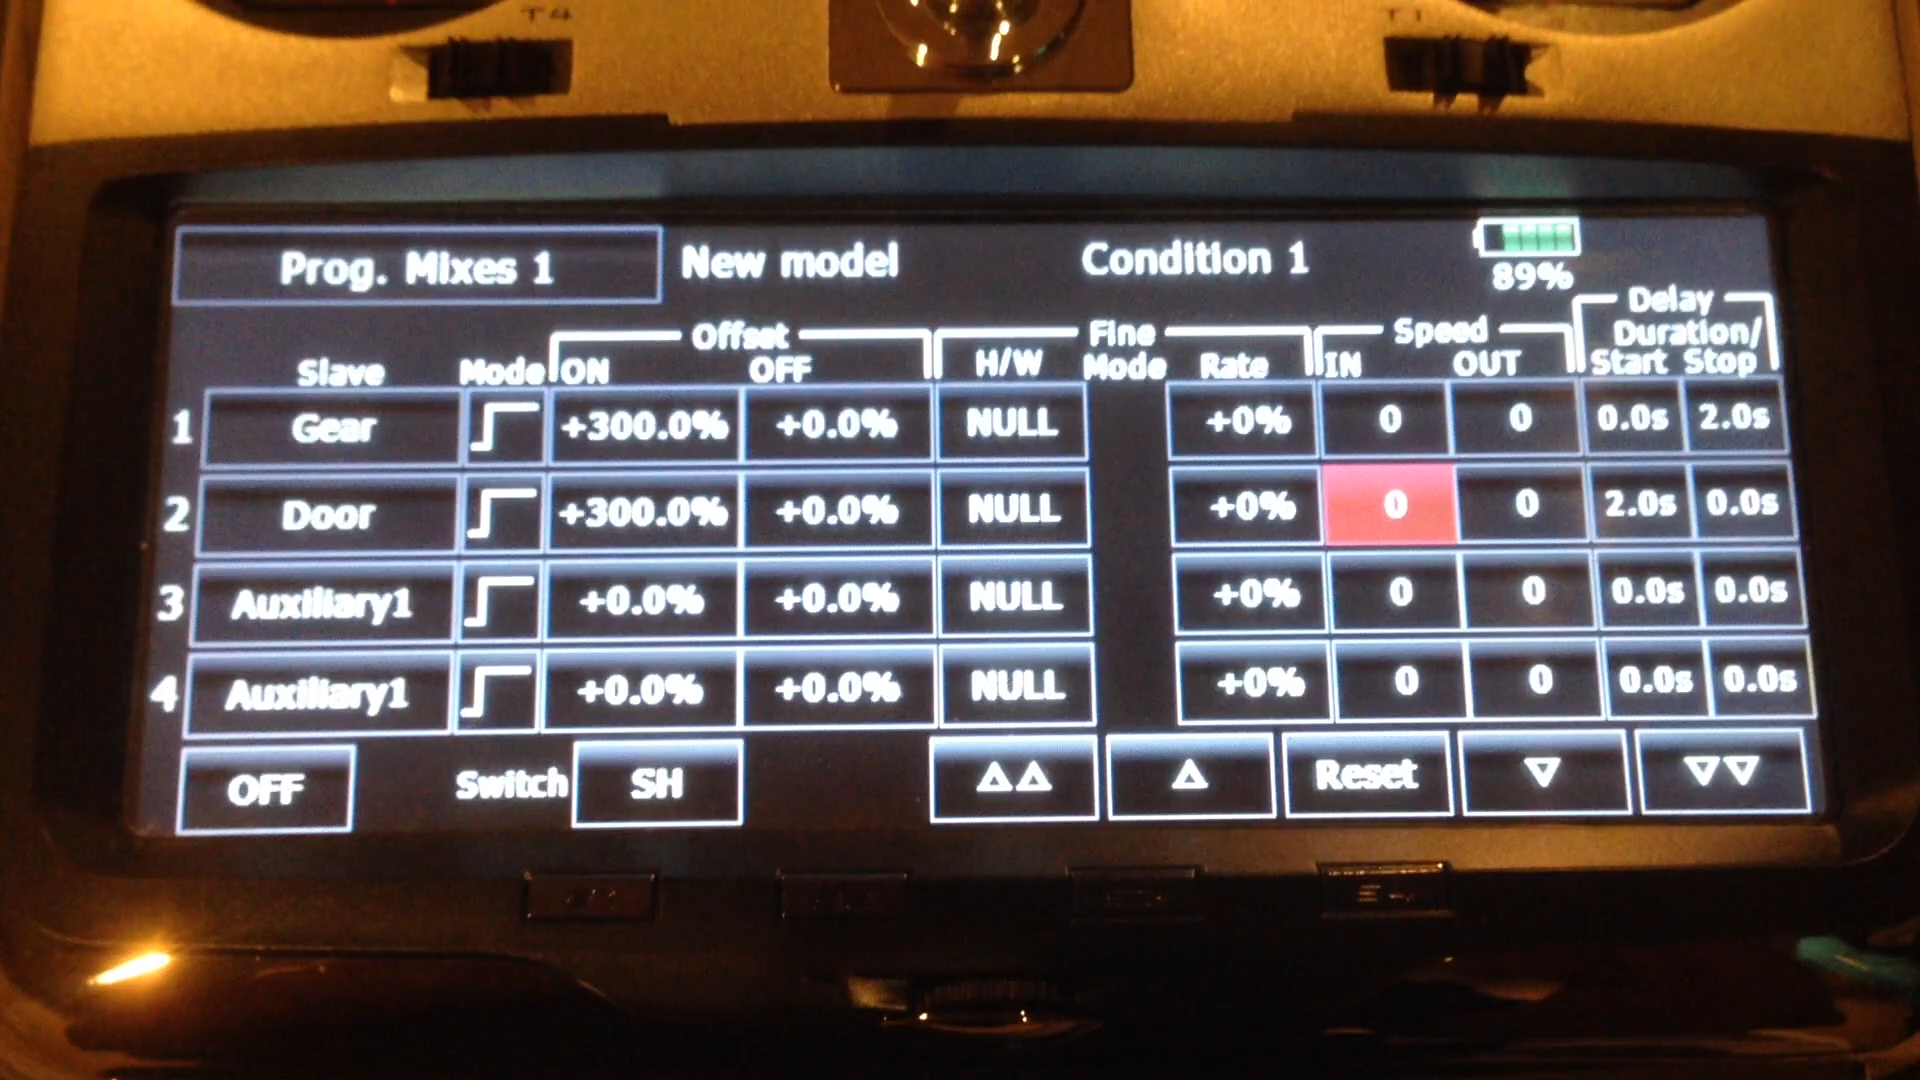 T4 T1
Prog. Mixes 1 New model Condition 1 89%
Offset Fine Speed Delay Duration/
Slave Mode ON OFF H/W Mode Rate IN OUT Start Stop
1 Gear +300.0% +0.0% NULL +0% 0 0 0.0s 2.0s
2 Door +300.0% +0.0% NULL +0% 0 0 2.0s 0.0s
3 Auxiliary1 +0.0% +0.0% NULL +0% 0 0 0.0s 0.0s
4 Auxiliary1 +0.0% +0.0% NULL +0% 0 0 0.0s 0.0s
OFF Switch SH △△ △ Reset ▽ ▽▽